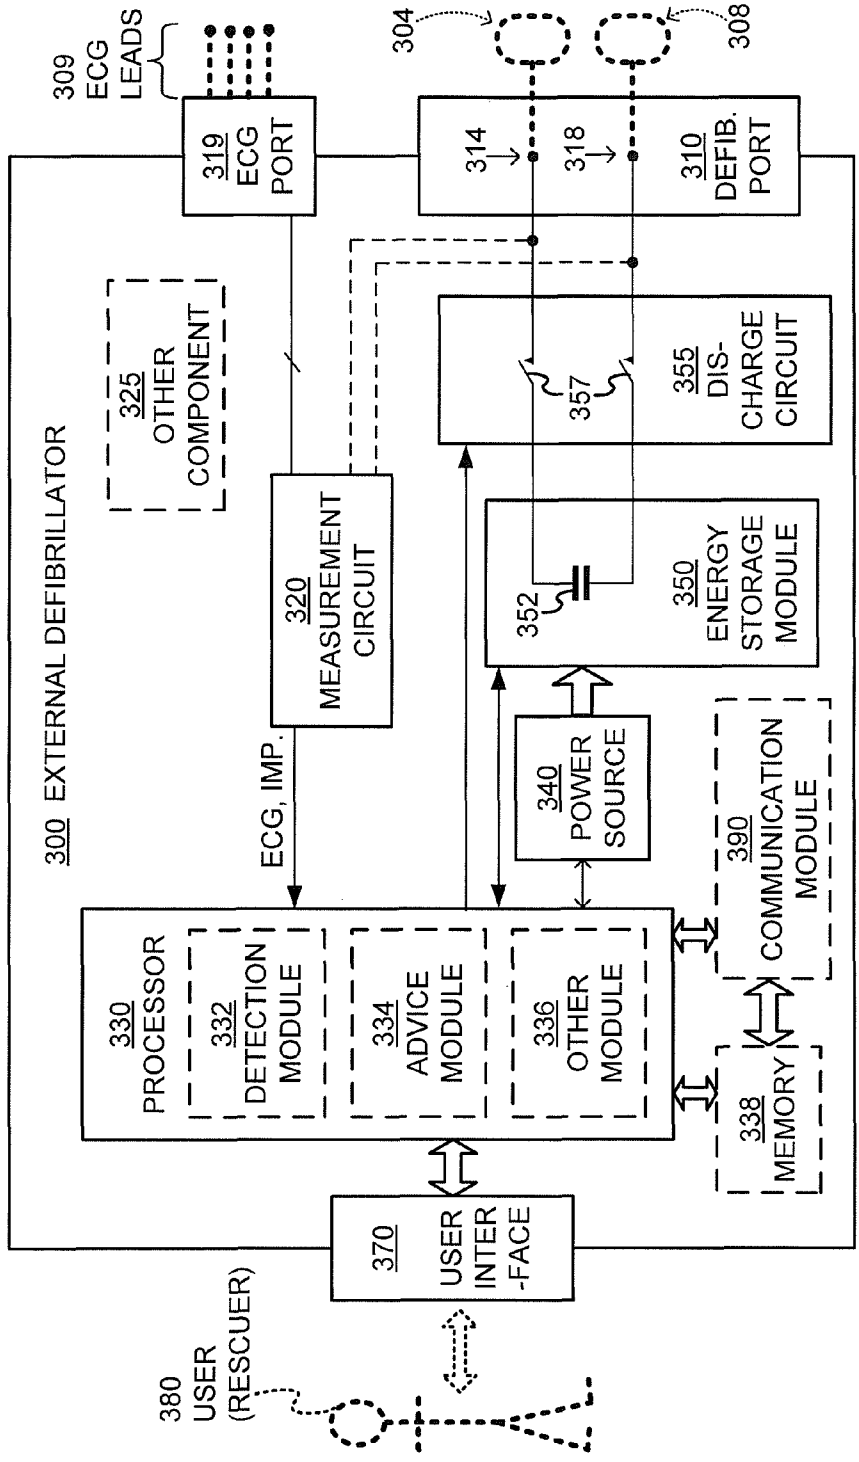 300 EXTERNAL DEFIBRILLATOR
380
USER
(RESCUER)
370
USER
INTER
-FACE
330
PROCESSOR
332
DETECTION
MODULE
334
ADVICE
MODULE
336
OTHER
MODULE
338
MEMORY
390
COMMUNICATION
MODULE
340
POWER
SOURCE
ECG, IMP.
320
MEASUREMENT
CIRCUIT
325
OTHER
COMPONENT
352
350
ENERGY
STORAGE
MODULE
357
355
DIS-
CHARGE
CIRCUIT
309
ECG
LEADS
319
ECG
PORT
314
318
310
DEFIB.
PORT
304
308